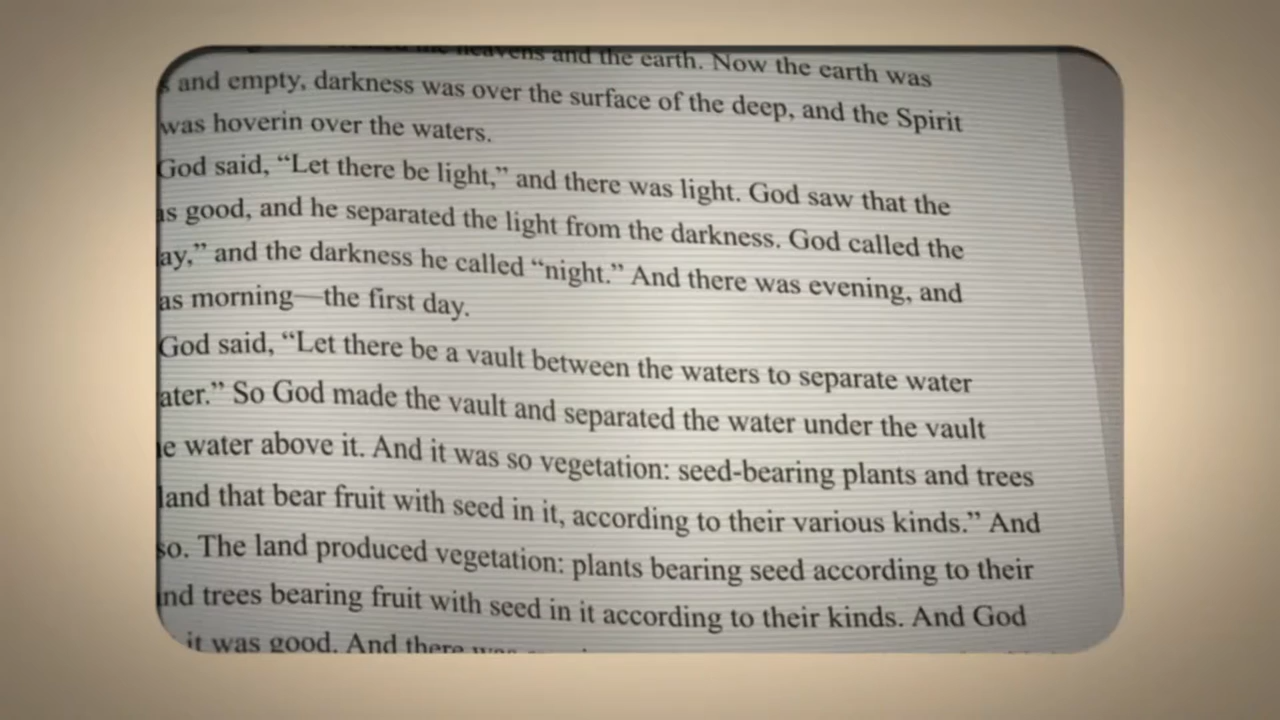 the heavens and the earth. Now the earth was
and empty, darkness was over the surface of the deep, and the Spirit
was hoverin over the waters.
God said, “Let there be light,” and there was light. God saw that the
as good, and he separated the light from the darkness. God called the
ay,” and the darkness he called “night.” And there was evening, and
as morning—the first day.
God said, “Let there be a vault between the waters to separate water
ater.” So God made the vault and separated the water under the vault
e water above it. And it was so vegetation: seed-bearing plants and trees
land that bear fruit with seed in it, according to their various kinds.” And
so. The land produced vegetation: plants bearing seed according to their
nd trees bearing fruit with seed in it according to their kinds. And God
it was good. And there